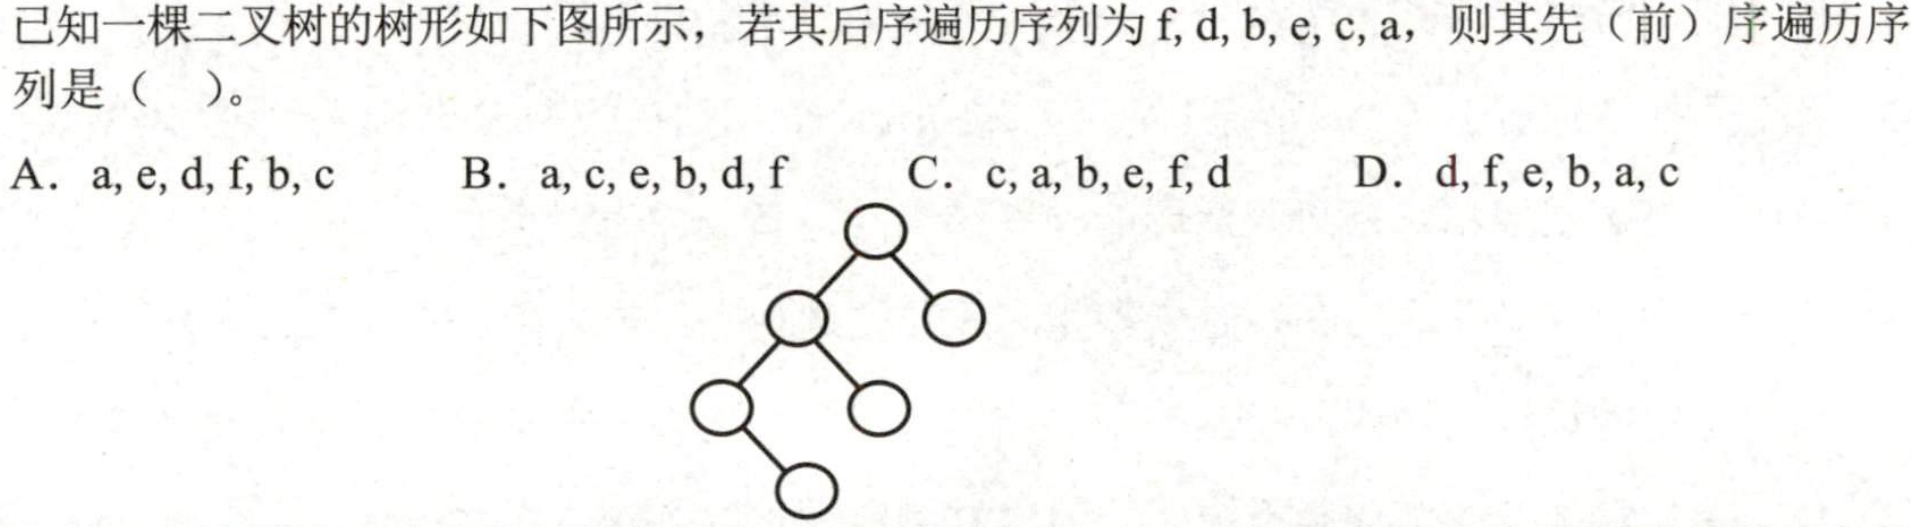 已知一棵二叉树的树形如下图所示，若其后序遍历序列为 f, d, b, e, c, a，则其先（前）序遍历序
列是（ ）。
A. a, e, d, f, b, c B. a, c, e, b, d, f C. c, a, b, e, f, d D. d, f, e, b, a, c